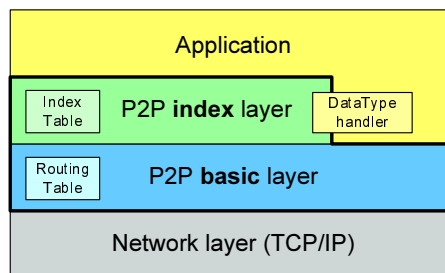 Application
Index
Table
P2P index layer
DataType
handler
Routing
Table
P2P basic layer
Network layer (TCP/IP)